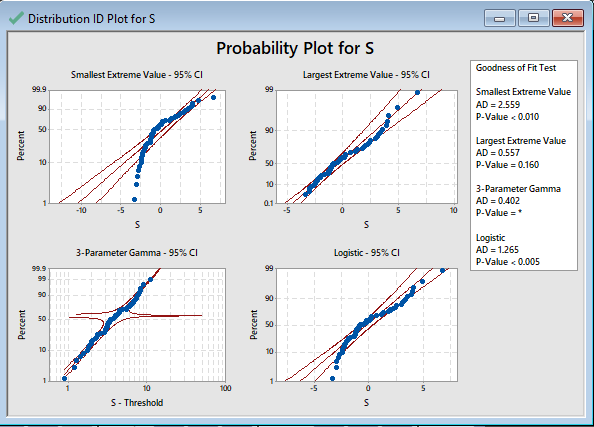 Distribution ID Plot for S
Probability Plot for S
Smallest Extreme Value - 95% CI
99.9
90
50
10
1
Percent
-10
-5
0
5
S
Largest Extreme Value - 95% CI
99
90
50
10
0.1
Percent
-5
0
5
10
S
3-Parameter Gamma - 95% CI
99.9
99
90
50
10
1
Percent
1
10
100
S - Threshold
Logistic - 95% CI
99
90
50
10
1
Percent
-5
0
5
S
Goodness of Fit Test
Smallest Extreme Value
AD = 2.559
P-Value < 0.010
Largest Extreme Value
AD = 0.557
P-Value = 0.160
3-Parameter Gamma
AD = 0.402
P-Value = *
Logistic
AD = 1.265
P-Value < 0.005